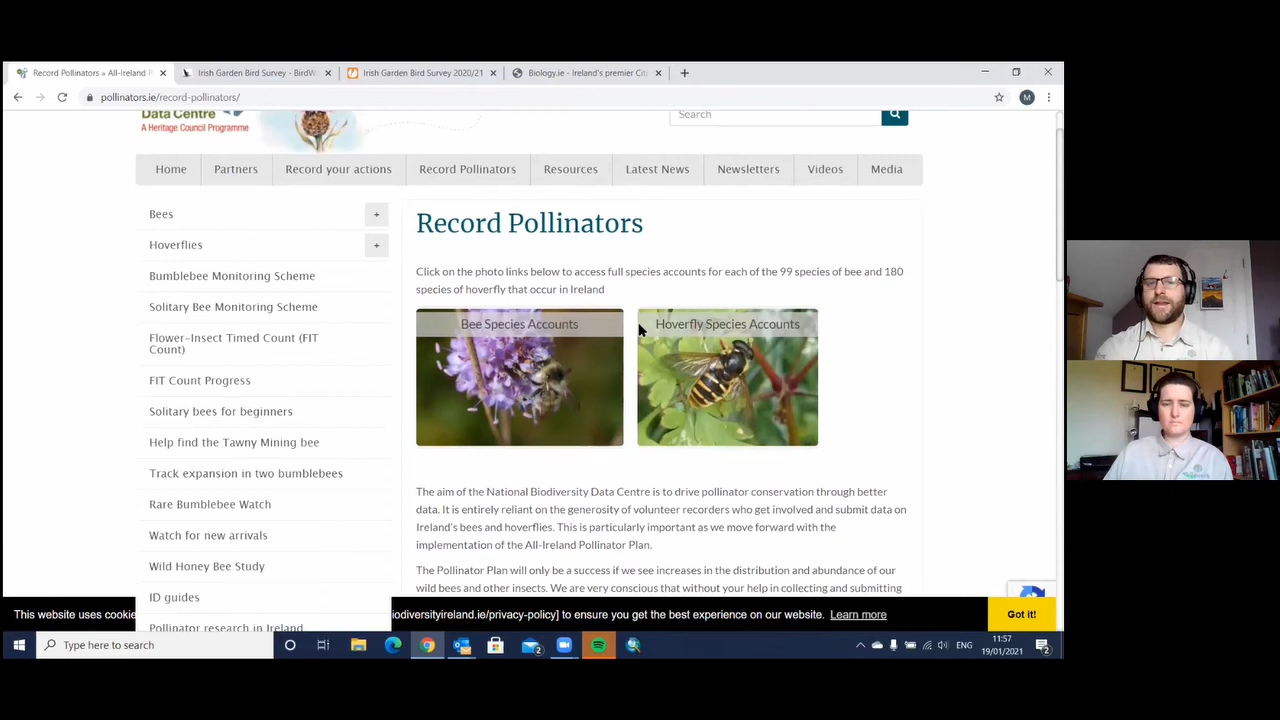 Record Pollinators » All-Ireland P
Irish Garden Bird Survey - BirdW
Irish Garden Bird Survey 2020/21
Biology.ie - Ireland's premier Cit
pollinators.ie/record-pollinators/
M
Data Centre
A Heritage Council Programme
Search
Home
Partners
Record your actions
Record Pollinators
Resources
Latest News
Newsletters
Videos
Media
Bees
+
Hoverflies
+
Bumblebee Monitoring Scheme
Solitary Bee Monitoring Scheme
Flower-Insect Timed Count (FIT
Count)
FIT Count Progress
Solitary bees for beginners
Help find the Tawny Mining bee
Track expansion in two bumblebees
Rare Bumblebee Watch
Watch for new arrivals
Wild Honey Bee Study
ID guides
Pollinator research in Ireland
Record Pollinators
Click on the photo links below to access full species accounts for each of the 99 species of bee and 180
species of hoverfly that occur in Ireland
Bee Species Accounts
Hoverfly Species Accounts
The aim of the National Biodiversity Data Centre is to drive pollinator conservation through better
data. It is entirely reliant on the generosity of volunteer recorders who get involved and submit data on
Ireland's bees and hoverflies. This is particularly important as we move forward with the
implementation of the All-Ireland Pollinator Plan.
The Pollinator Plan will only be a success if we see increases in the distribution and abundance of our
wild bees and other insects. We are very conscious that without your help in collecting and submitting
This website uses cookie
iodiversityireland.ie/privacy-policy] to ensure you get the best experience on our website. Learn more
Got it!
Type here to search
2
ENG
11:57
19/01/2021
2